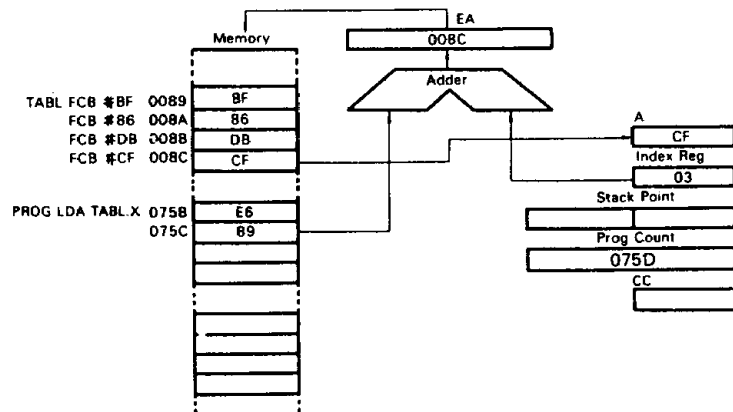 EA
Memory
008C
Adder
TABL FCB #BF 0089 BF
FCB #86 008A 86
FCB #DB 008B DB
FCB #CF 008C CF
A
CF
Index Reg
03
Stack Point
PROG LDA TABL.X 075B E6
075C 89
Prog Count
075D
CC